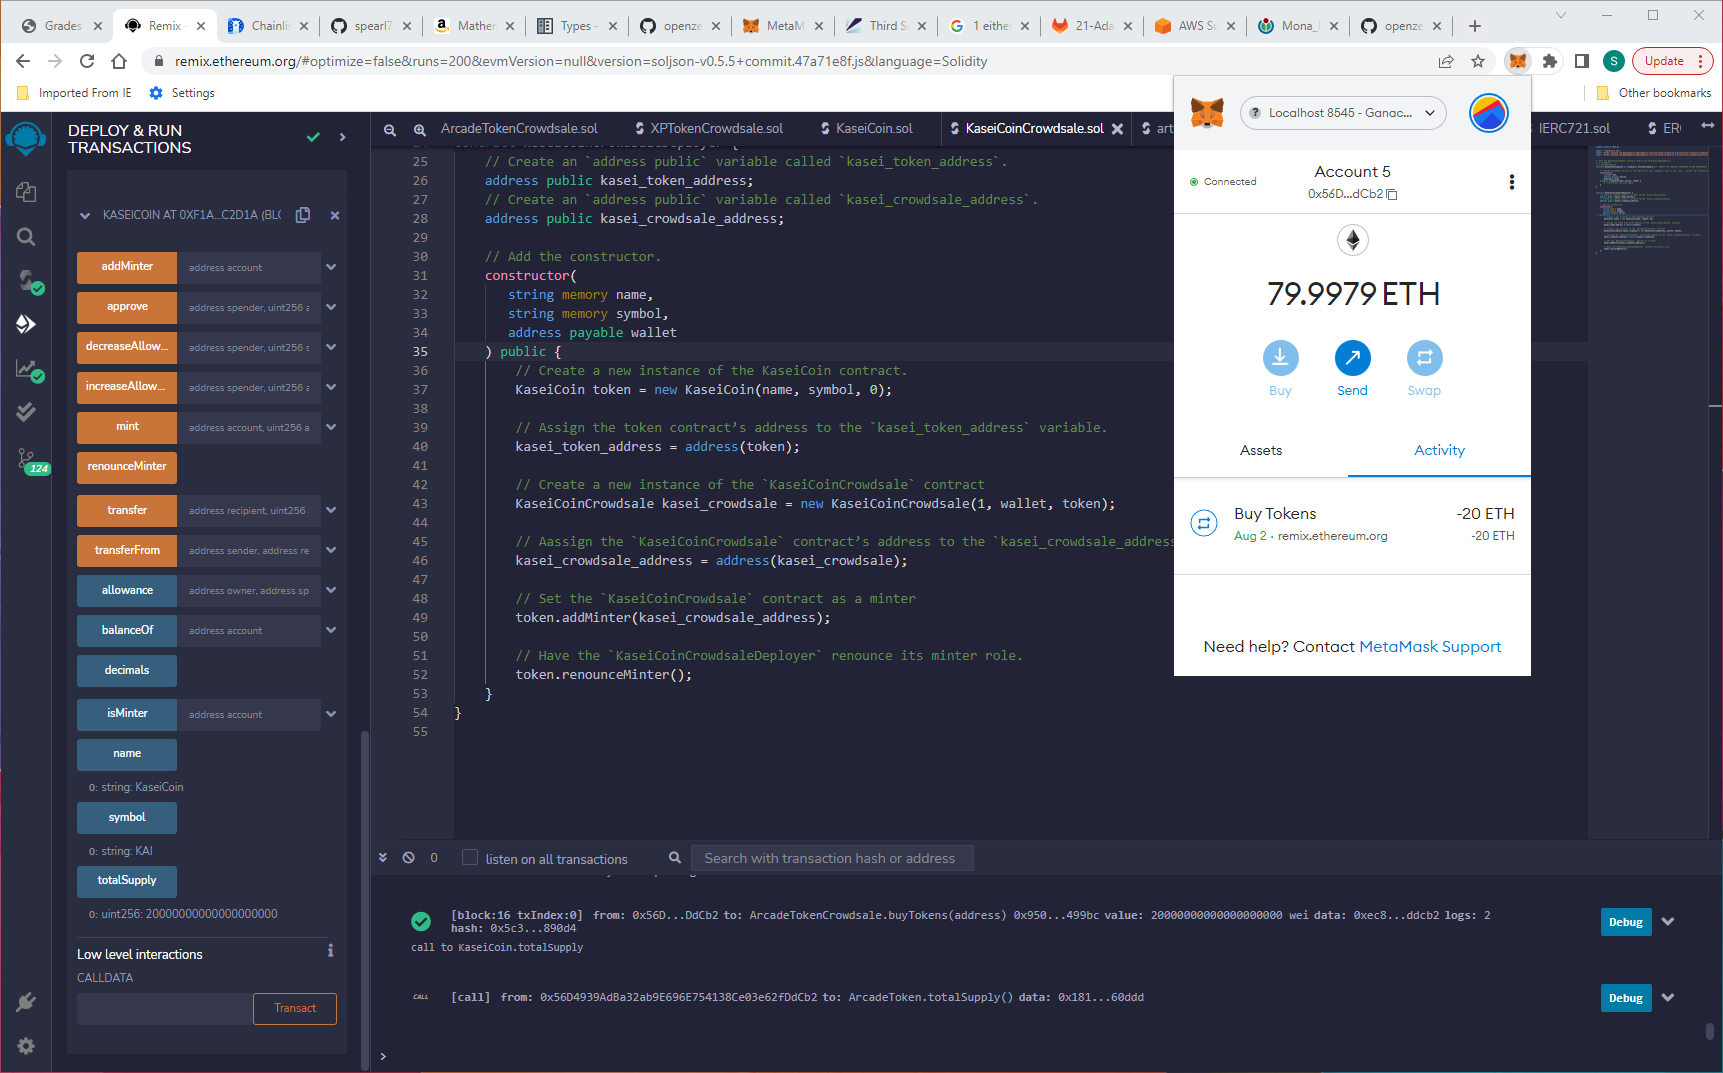 Grades
Remix -
Chainli
spearl7
Mathem
Types –
openze
MetaM
Third S
1 eithe
21-Ada
AWS Su
Mona_
openze
remix.ethereum.org/#optimize=false&runs=200&evmVersion=null&version=soljson-v0.5.5+commit.47a71e8f.js&language=Solidity
S
Update
Imported From IE
Settings
Other bookmarks
DEPLOY & RUN
TRANSACTIONS
KASEICOIN AT 0XF1A...C2D1A (BLO
addMinter
address account
approve
address spender, uint256 a
decreaseAllow...
address spender, uint256 s
increaseAllow...
address spender, uint256 a
mint
address account, uint256 a
renounceMinter
transfer
address recipient, uint256
transferFrom
address sender, address re
allowance
address owner, address sp
balanceOf
address account
decimals
isMinter
address account
name
0: string: KaseiCoin
symbol
0: string: KAI
totalSupply
0: uint256: 20000000000000000000
Low level interactions
i
CALLDATA
Transact
124
ArcadeTokenCrowdsale.sol
XPTokenCrowdsale.sol
KaseiCoin.sol
KaseiCoinCrowdsale.sol
art
IERC721.sol
ER
25 // Create an `address public` variable called `kasei_token_address`.
26 address public kasei_token_address;
27 // Create an `address public` variable called `kasei_crowdsale_address`.
28 address public kasei_crowdsale_address;
29
30 // Add the constructor.
31 constructor(
32 string memory name,
33 string memory symbol,
34 address payable wallet
35 ) public {
36 // Create a new instance of the KaseiCoin contract.
37 KaseiCoin token = new KaseiCoin(name, symbol, 0);
38
39 // Assign the token contract’s address to the `kasei_token_address` variable.
40 kasei_token_address = address(token);
41
42 // Create a new instance of the `KaseiCoinCrowdsale` contract
43 KaseiCoinCrowdsale kasei_crowdsale = new KaseiCoinCrowdsale(1, wallet, token);
44
45 // Aassign the `KaseiCoinCrowdsale` contract’s address to the `kasei_crowdsale_address
46 kasei_crowdsale_address = address(kasei_crowdsale);
47
48 // Set the `KaseiCoinCrowdsale` contract as a minter
49 token.addMinter(kasei_crowdsale_address);
50
51 // Have the `KaseiCoinCrowdsaleDeployer` renounce its minter role.
52 token.renounceMinter();
53 }
54 }
55
Localhost 8545 - Ganac...
Connected
Account 5
0x56D...dCb2
79.9979 ETH
Buy
Send
Swap
Assets
Activity
Buy Tokens
-20 ETH
Aug 2 · remix.ethereum.org
-20 ETH
Need help? Contact MetaMask Support
0
listen on all transactions
Search with transaction hash or address
[block:16 txIndex:0] from: 0x56D...DdCb2 to: ArcadeTokenCrowdsale.buyTokens(address) 0x950...499bc value: 20000000000000000000 wei data: 0xec8...ddcb2 logs: 2
hash: 0x5c3...890d4
Debug
call to KaseiCoin.totalSupply
CALL
[call] from: 0x56D4939AdBa32ab9E696E754138Ce03e62fDdCb2 to: ArcadeToken.totalSupply() data: 0x181...60ddd
Debug
>